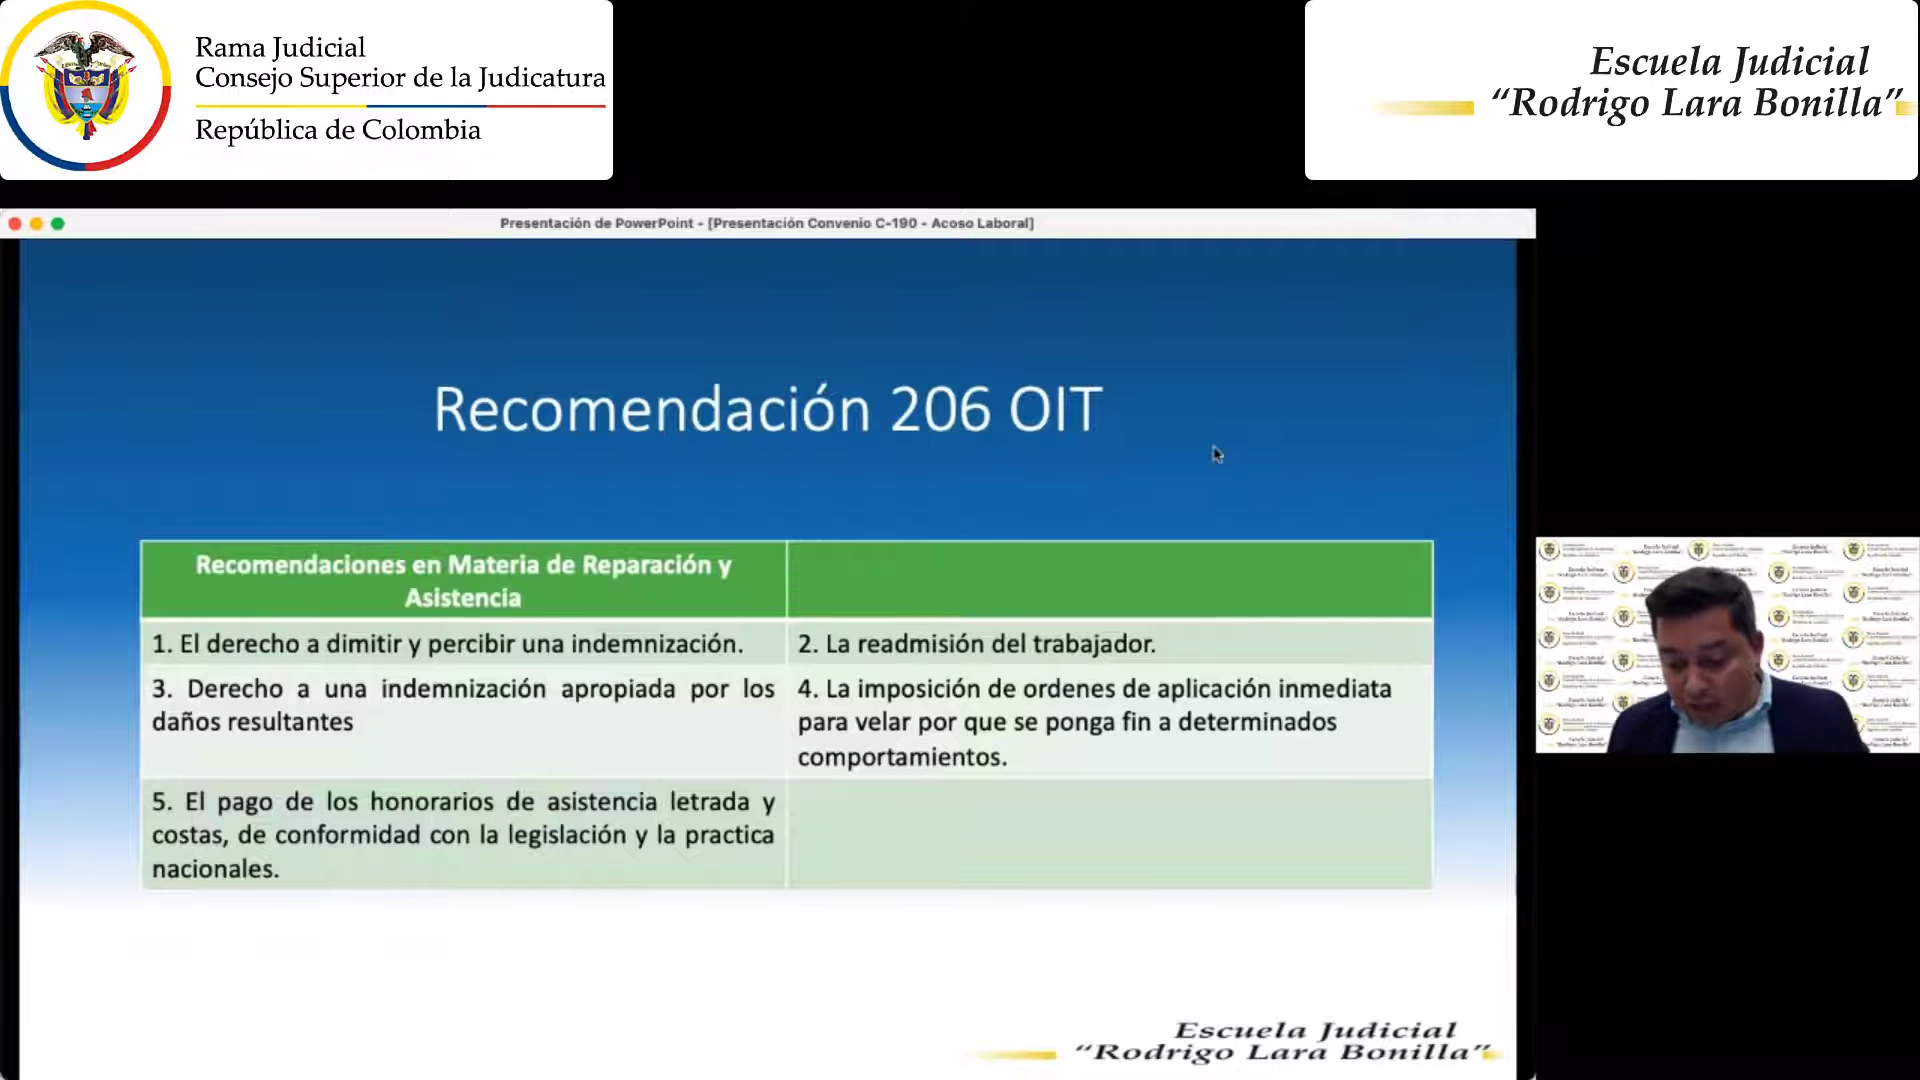 Rama Judicial
Consejo Superior de la Judicatura
República de Colombia
Escuela Judicial
“Rodrigo Lara Bonilla”
Presentación de PowerPoint - [Presentación Convenio C-190 - Acoso Laboral]
Recomendación 206 OIT
Recomendaciones en Materia de Reparación y
Asistencia
1. El derecho a dimitir y percibir una indemnización.
2. La readmisión del trabajador.
3. Derecho a una indemnización apropiada por los
daños resultantes
4. La imposición de ordenes de aplicación inmediata
para velar por que se ponga fin a determinados
comportamientos.
5. El pago de los honorarios de asistencia letrada y
costas, de conformidad con la legislación y la practica
nacionales.
Escuela Judicial
“Rodrigo Lara Bonilla”